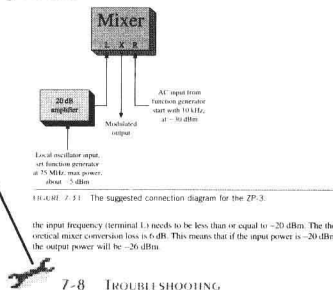 Mixer
L X R
20 dB
amplifier
Modulated
output
AC input from
function generator
start with 10 kHz,
at −30 dBm
Local oscillator input,
set function generator
at 25 MHz, max power,
about −5 dBm
FIGURE 7-31 The suggested connection diagram for the ZP-3.
the input frequency (terminal L) needs to be less than or equal to −20 dBm. The the-
oretical mixer conversion loss is 6 dB. This means that if the input power is −20 dBm
the output power will be −26 dBm.
7-8 TROUBLESHOOTING